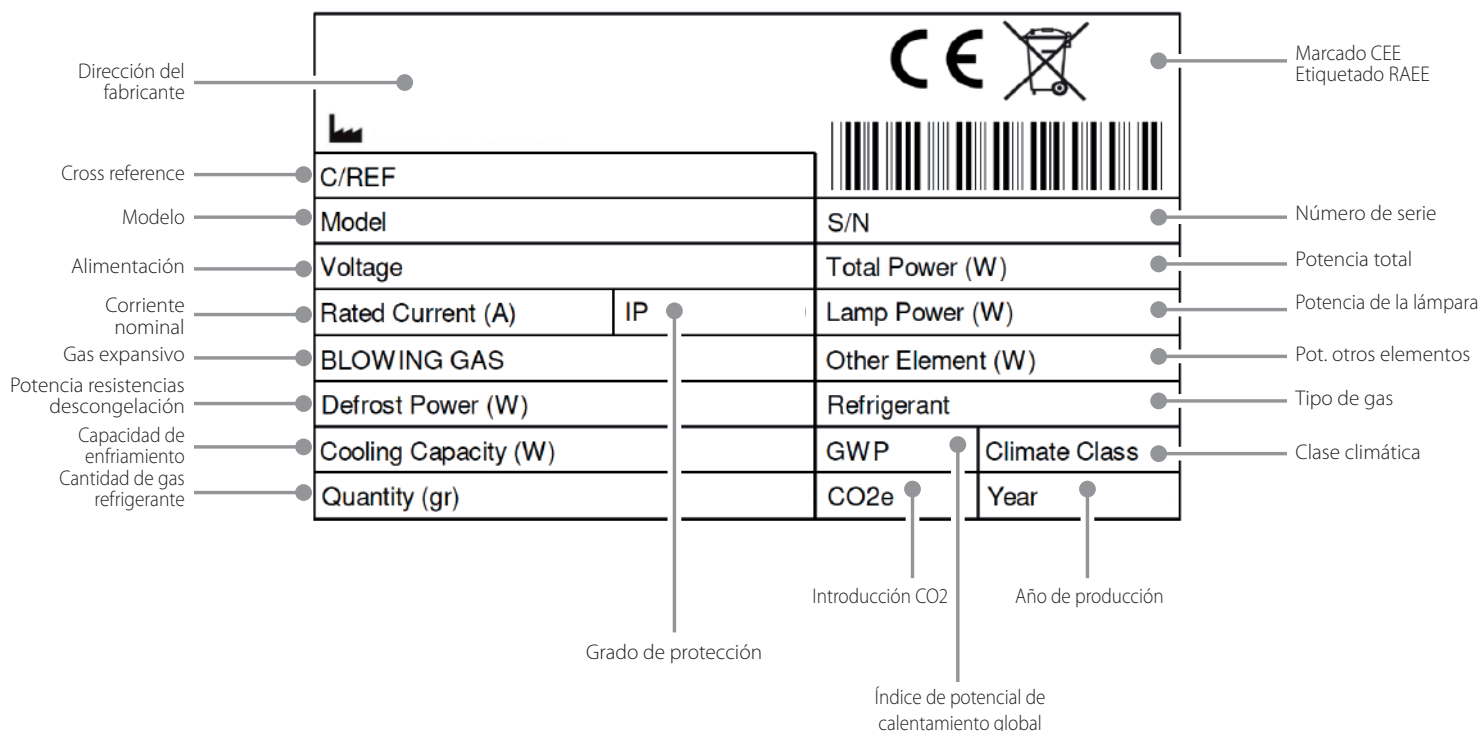 Dirección del
fabricante
Marcado CEE
Etiquetado RAEE
CE
Cross reference
C/REF
Modelo
Model
S/N
Número de serie
Alimentación
Voltage
Total Power (W)
Potencia total
Corriente
nominal
Rated Current (A)
IP
Lamp Power (W)
Potencia de la lámpara
Gas expansivo
BLOWING GAS
Other Element (W)
Pot. otros elementos
Potencia resistencias
descongelación
Defrost Power (W)
Refrigerant
Tipo de gas
Capacidad de
enfriamiento
Cooling Capacity (W)
GWP
Climate Class
Clase climática
Cantidad de gas
refrigerante
Quantity (gr)
CO2e
Year
Introducción CO2
Año de producción
Grado de protección
Índice de potencial de
calentamiento global